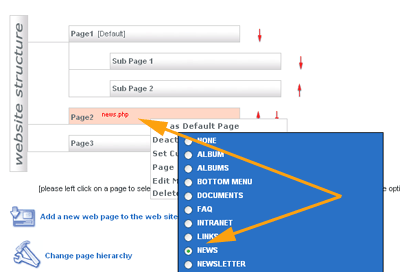 website structure
Page1 [Default]
Sub Page 1
Sub Page 2
Page2 news.php
as Default Page
Page3
Set Cu
Page
Edit M
Delete
NONE
ALBUM
ALBUMS
BOTTOM MENU
DOCUMENTS
FAQ
INTRANET
LINKS
NEWS
NEWSLETTER
[please left click on a page to sele
e opti
Add a new web page to the web site
Change page hierarchy